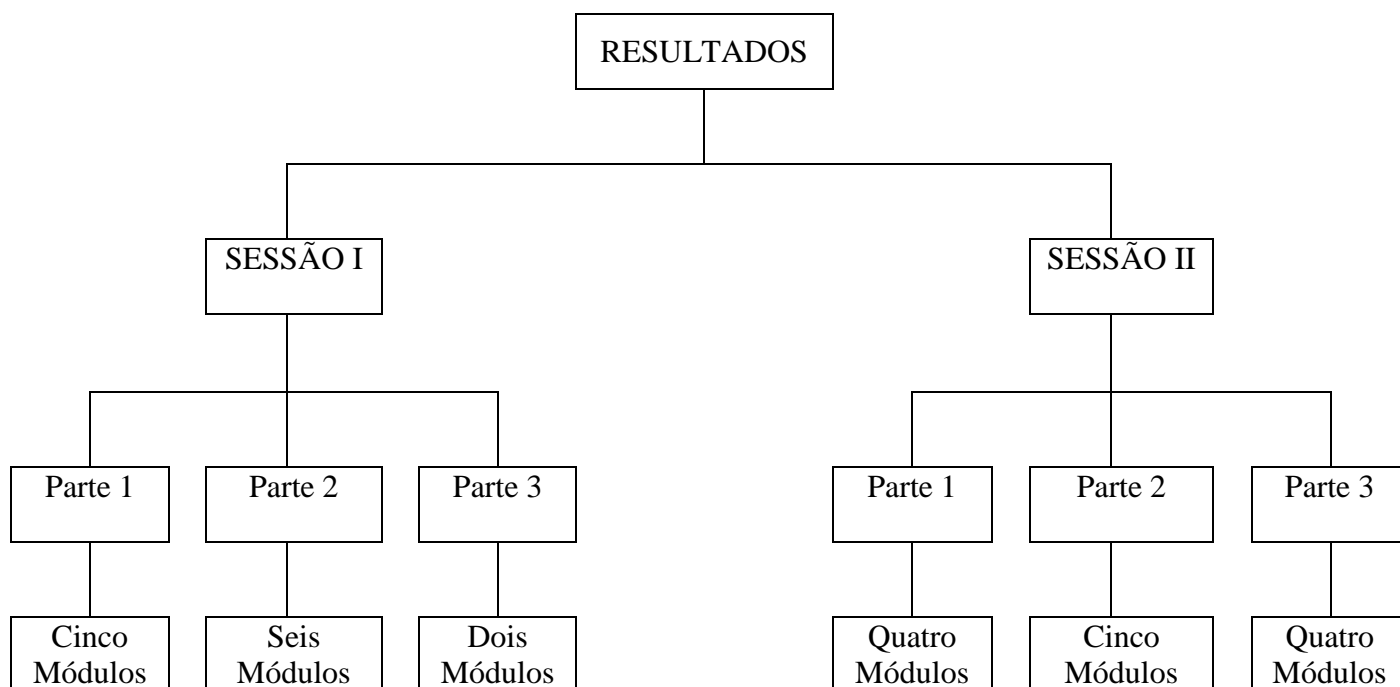 RESULTADOS
SESSÃO I
SESSÃO II
Parte 1
Parte 2
Parte 3
Parte 1
Parte 2
Parte 3
Cinco
Módulos
Seis
Módulos
Dois
Módulos
Quatro
Módulos
Cinco
Módulos
Quatro
Módulos